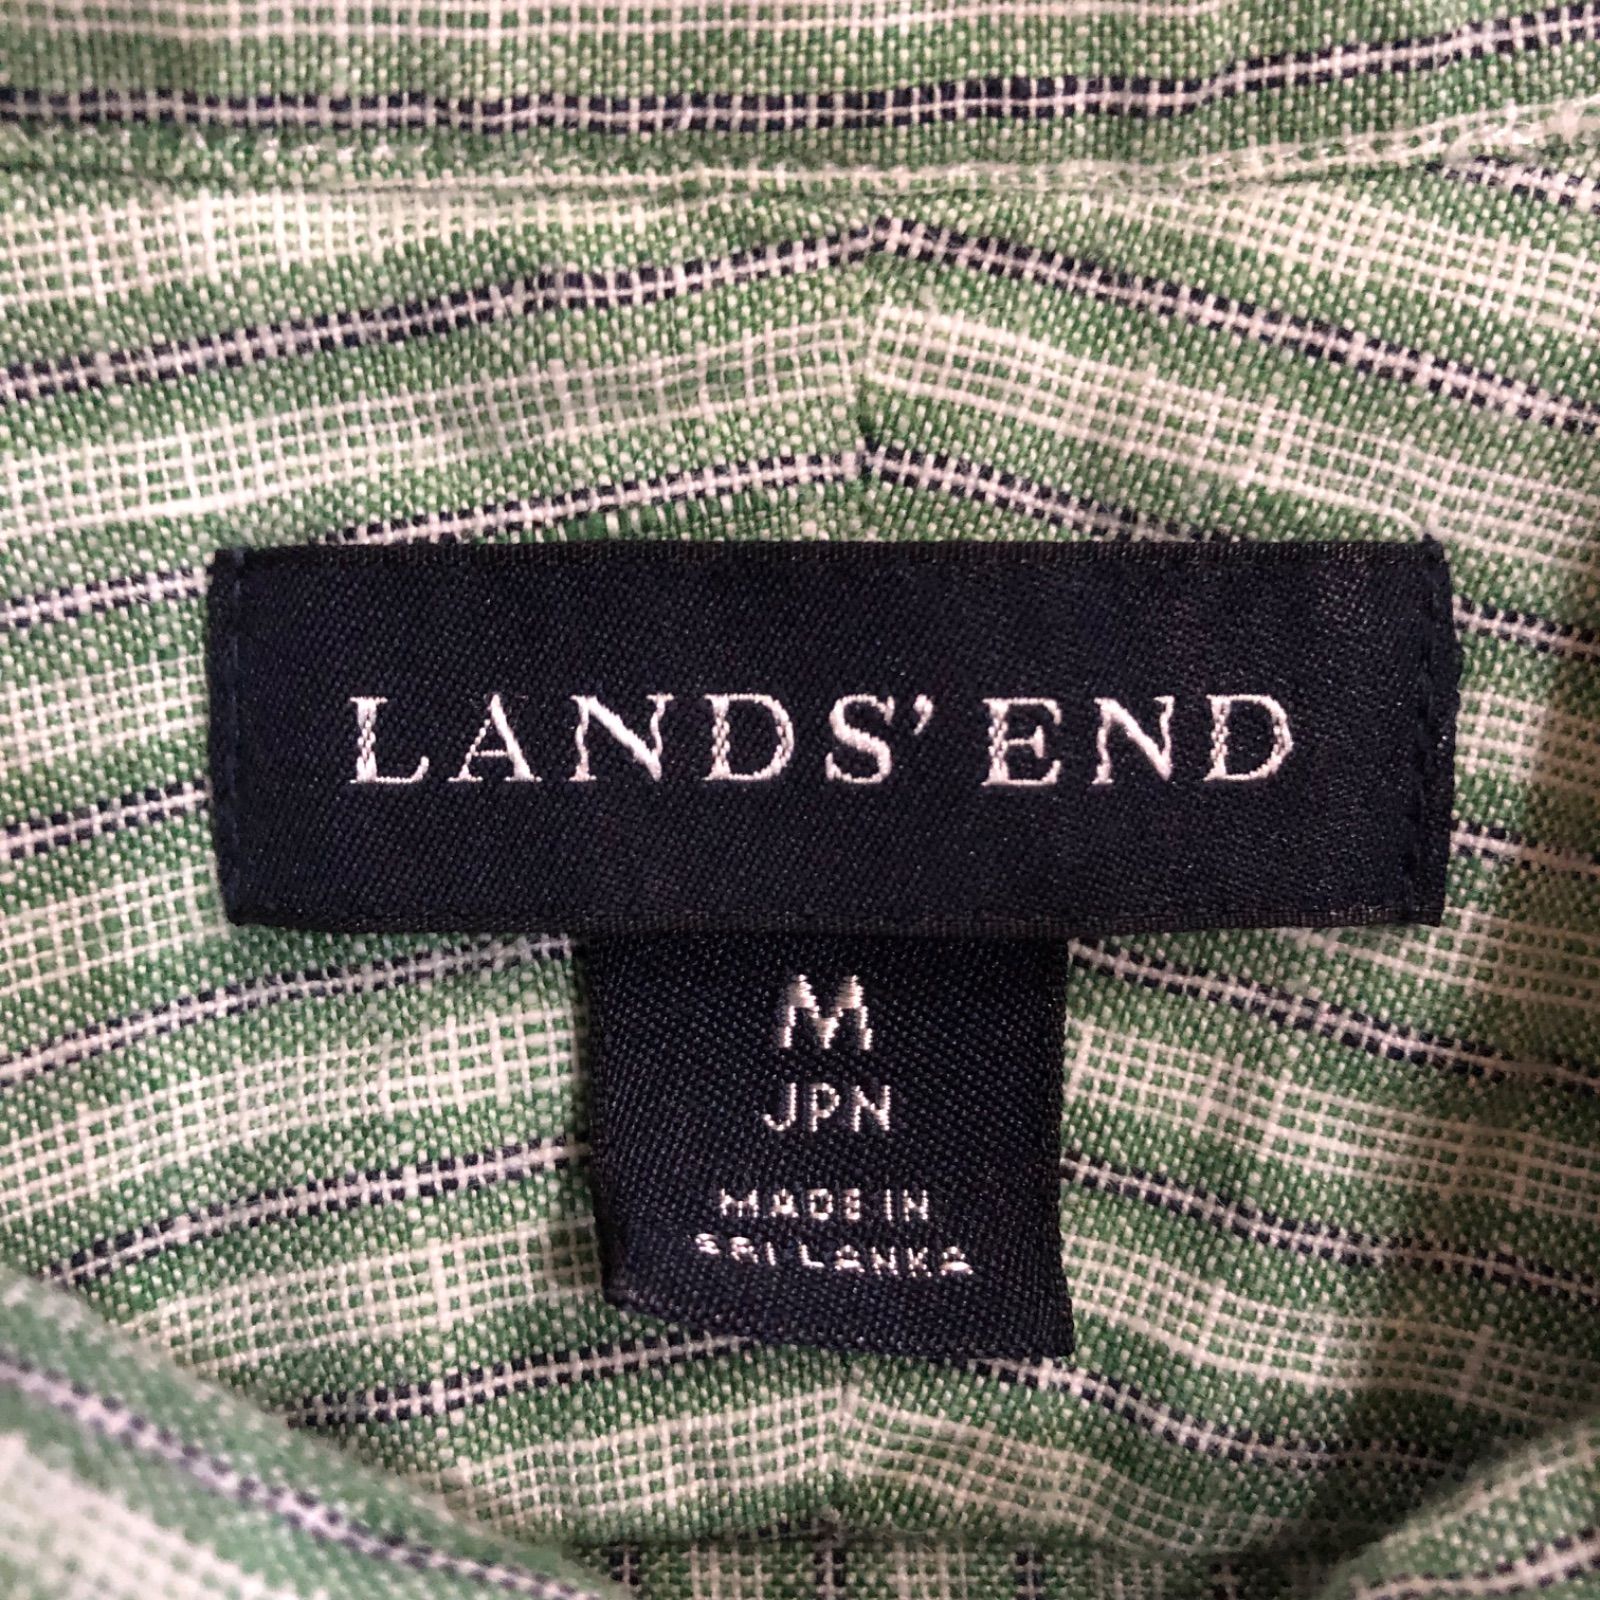 LANDS' END
M
JPN
MADE IN
SRI LANKA